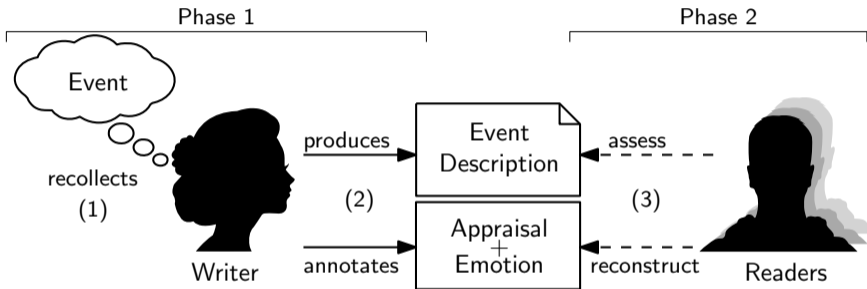 Phase 1
Phase 2
Event
recollects
(1)
Writer
produces
(2)
annotates
Event
Description
Appraisal
+
Emotion
assess
(3)
reconstruct
Readers